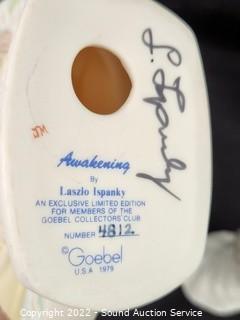 L. Ispanky
JM
Awakening
BY
Laszlo Ispanky
AN EXCLUSIVE LIMITED EDITION
FOR MEMBERS OF THE
GOEBEL COLLECTORS' CLUB
NUMBER 4812
©Goebel
U.S.A 1979
Copyright 2022 - Sound Auction Service